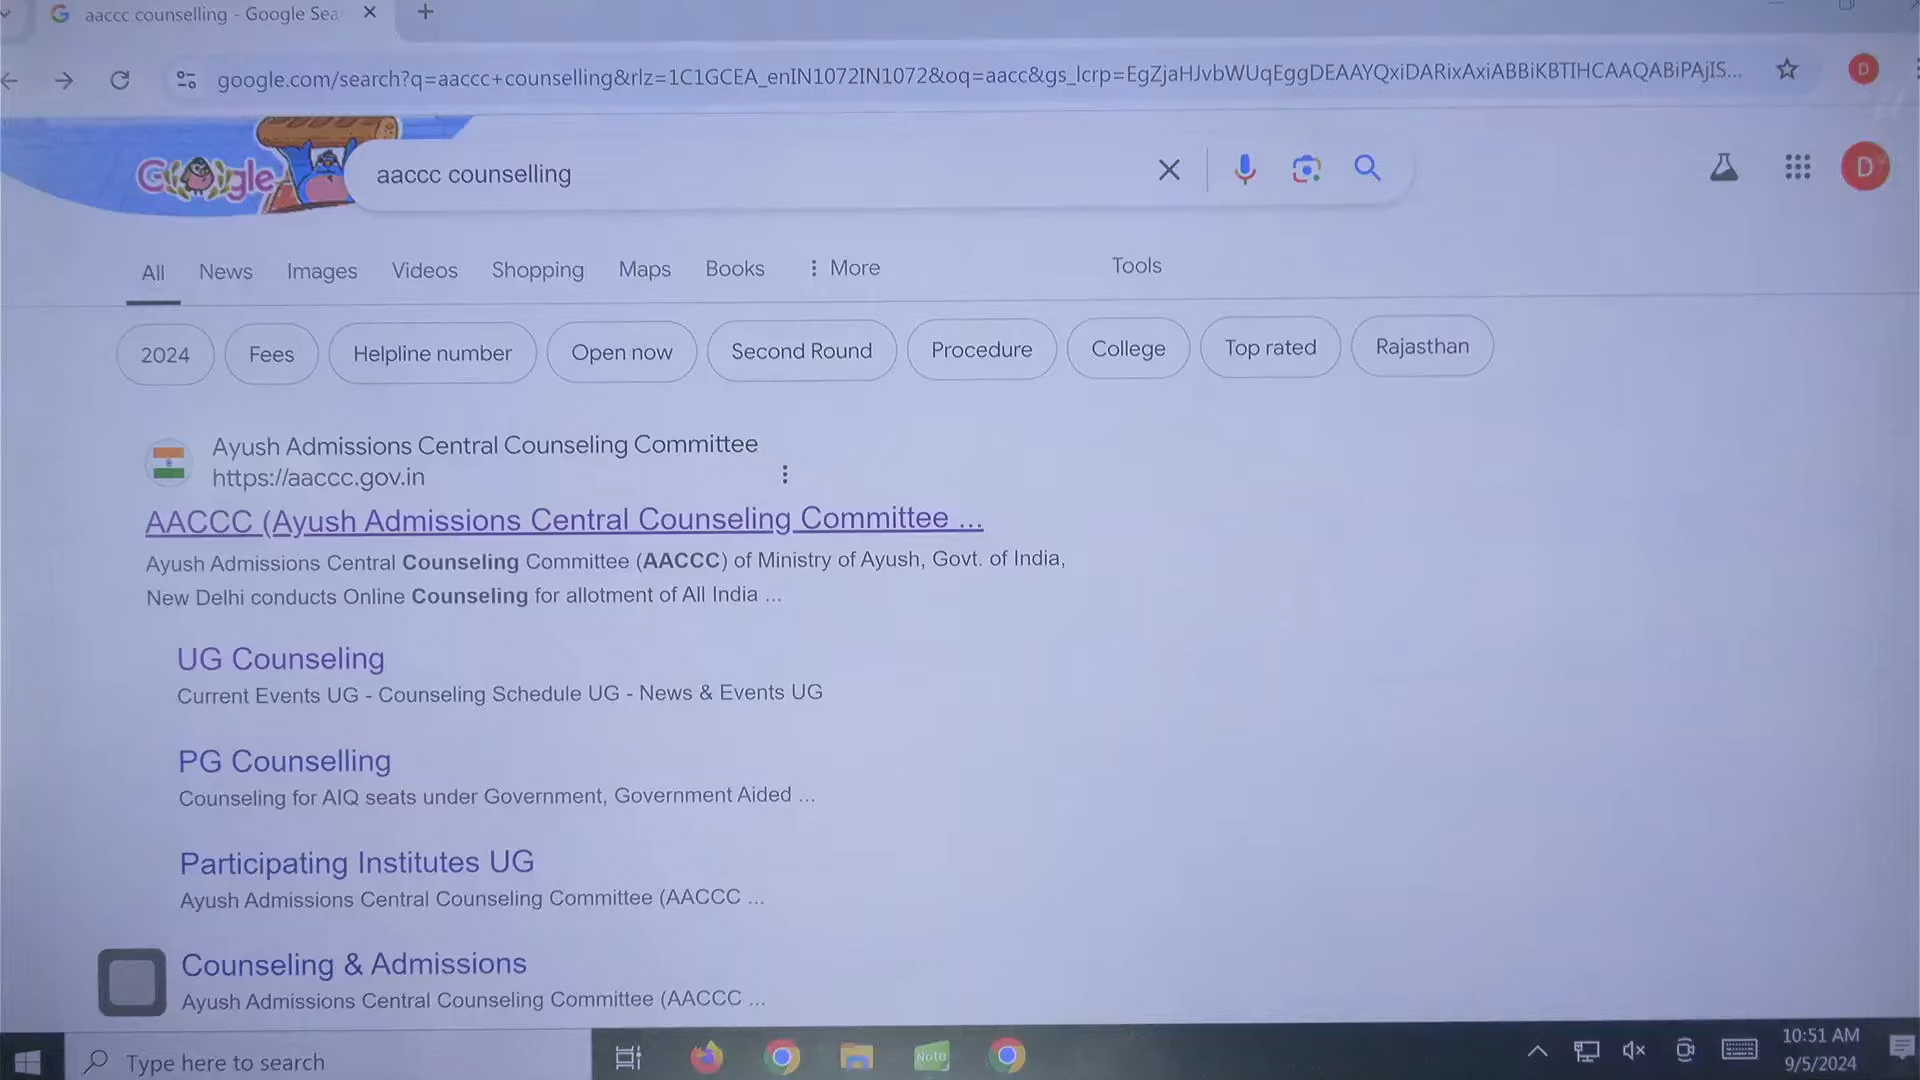 aaccc counselling - Google Sea
google.com/search?q=aaccc+counselling&rlz=1C1GCEA_enIN1072IN1072&oq=aacc&gs_lcrp=EgZjaHJvbWUqEggDEAAYQxiDARixAxiABBiKBTIHCAAQABiPAjIS...
D
Google
aaccc counselling
D
All News Images Videos Shopping Maps Books More Tools
2024 Fees Helpline number Open now Second Round Procedure College Top rated Rajasthan
Ayush Admissions Central Counseling Committee
https://aaccc.gov.in
AACCC (Ayush Admissions Central Counseling Committee ...
Ayush Admissions Central Counseling Committee (AACCC) of Ministry of Ayush, Govt. of India,
New Delhi conducts Online Counseling for allotment of All India ...
UG Counseling
Current Events UG - Counseling Schedule UG - News & Events UG
PG Counselling
Counseling for AIQ seats under Government, Government Aided ...
Participating Institutes UG
Ayush Admissions Central Counseling Committee (AACCC ...
Counseling & Admissions
Ayush Admissions Central Counseling Committee (AACCC ...
Type here to search
Note
10:51 AM
9/5/2024